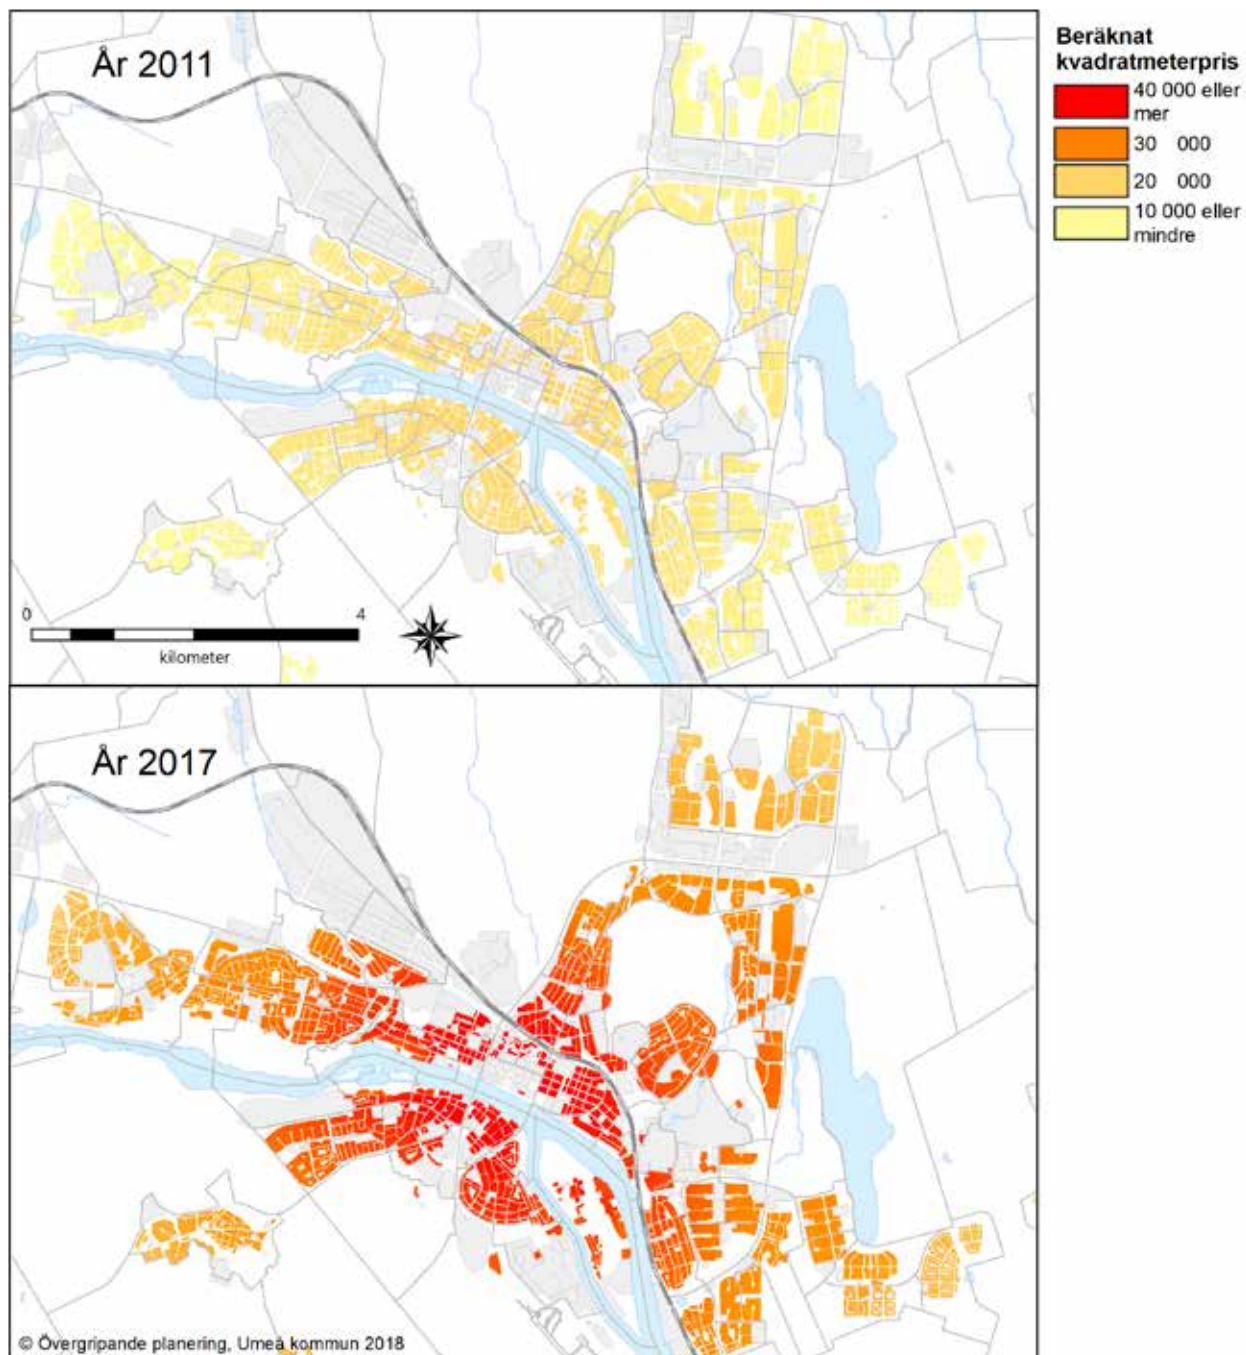 År 2011
0 4
kilometer
År 2017
© Övergripande planering, Umeå kommun 2018
Beräknat
kvadratmeterpris
40 000 eller
mer
30 000
20 000
10 000 eller
mindre